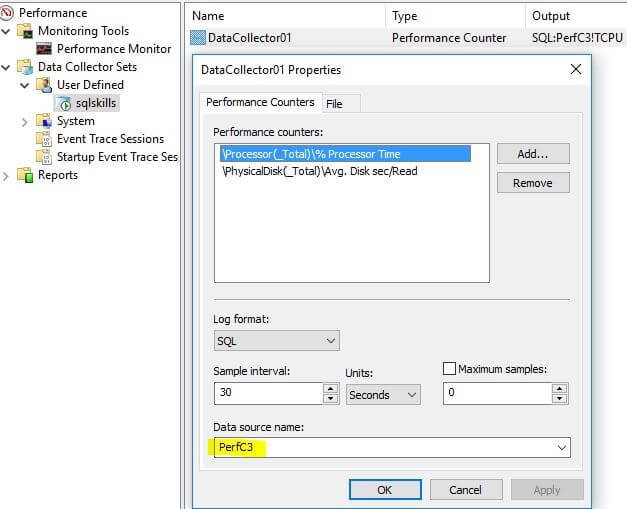 Performance
Monitoring Tools
Performance Monitor
Data Collector Sets
User Defined
sqlskills
System
Event Trace Sessions
Startup Event Trace Ses
Reports
Name Type Output
DataCollector01 Performance Counter SQL:PerfC3!TCPU
DataCollector01 Properties
Performance Counters File
Performance counters:
\Processor(_Total)\% Processor Time
\PhysicalDisk(_Total)\Avg. Disk sec/Read
Add...
Remove
Log format:
SQL
Sample interval: Units: Maximum samples:
30 Seconds 0
Data source name:
PerfC3
OK Cancel Apply